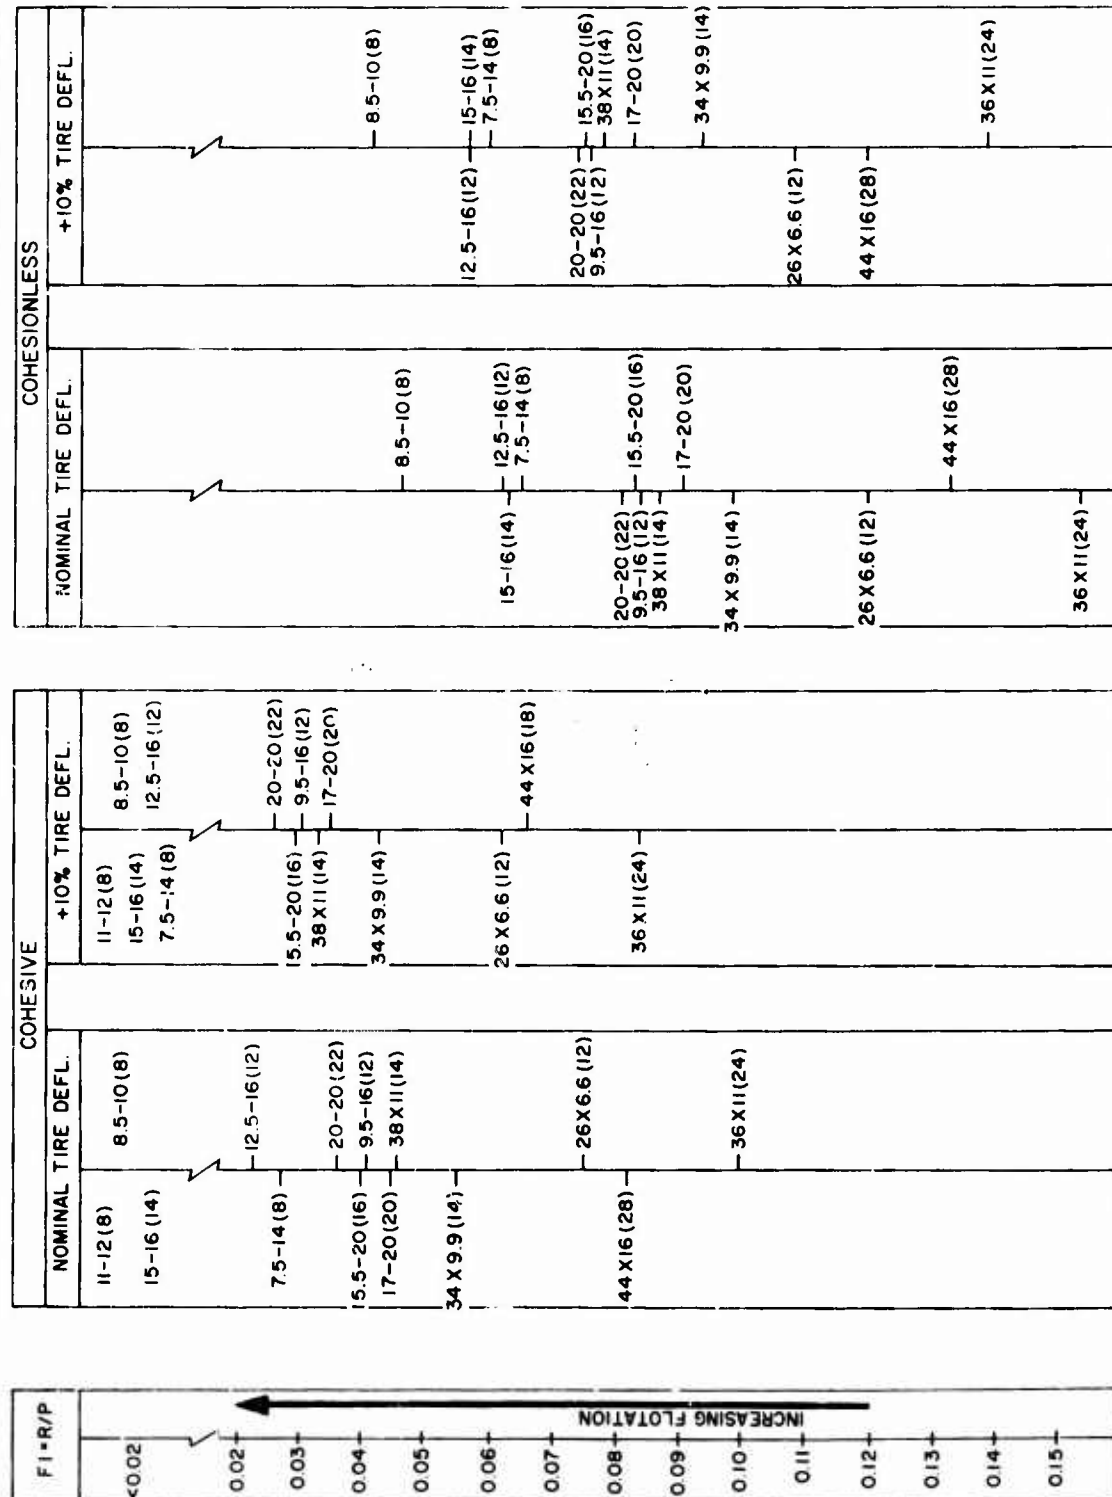 FI=R/P
<0.02
0.02
0.03
0.04
0.05
0.06
0.07
0.08
0.09
0.10
0.11
0.12
0.13
0.14
0.15
INCREASING FLOTATION
COHESIVE
NOMINAL TIRE DEFL.
11-12(8)
8.5-10(8)
15-16(14)
12.5-16(12)
7.5-14(8)
20-20(22)
15.5-20(16)
9.5-16(12)
17-20(20)
38X11(14)
34X9.9(14)
26X6.6(12)
44X16(28)
36X11(24)
+10% TIRE DEFL.
11-12(8)
8.5-10(8)
15-16(14)
12.5-16(12)
7.5-14(8)
20-20(22)
15.5-20(16)
9.5-16(12)
38X11(14)
17-20(20)
34X9.9(14)
26X6.6(12)
44X16(18)
36X11(24)
COHESIONLESS
NOMINAL TIRE DEFL.
8.5-10(8)
12.5-16(12)
15-16(14)
7.5-14(8)
20-20(22)
15.5-20(16)
9.5-16(12)
38X11(14)
17-20(20)
34X9.9(14)
26X6.6(12)
44X16(28)
36X11(24)
+10% TIRE DEFL.
8.5-10(8)
12.5-16(12)
15-16(14)
7.5-14(8)
20-20(22)
15.5-20(16)
9.5-16(12)
38X11(14)
17-20(20)
34X9.9(14)
26X6.6(12)
44X16(28)
36X11(24)